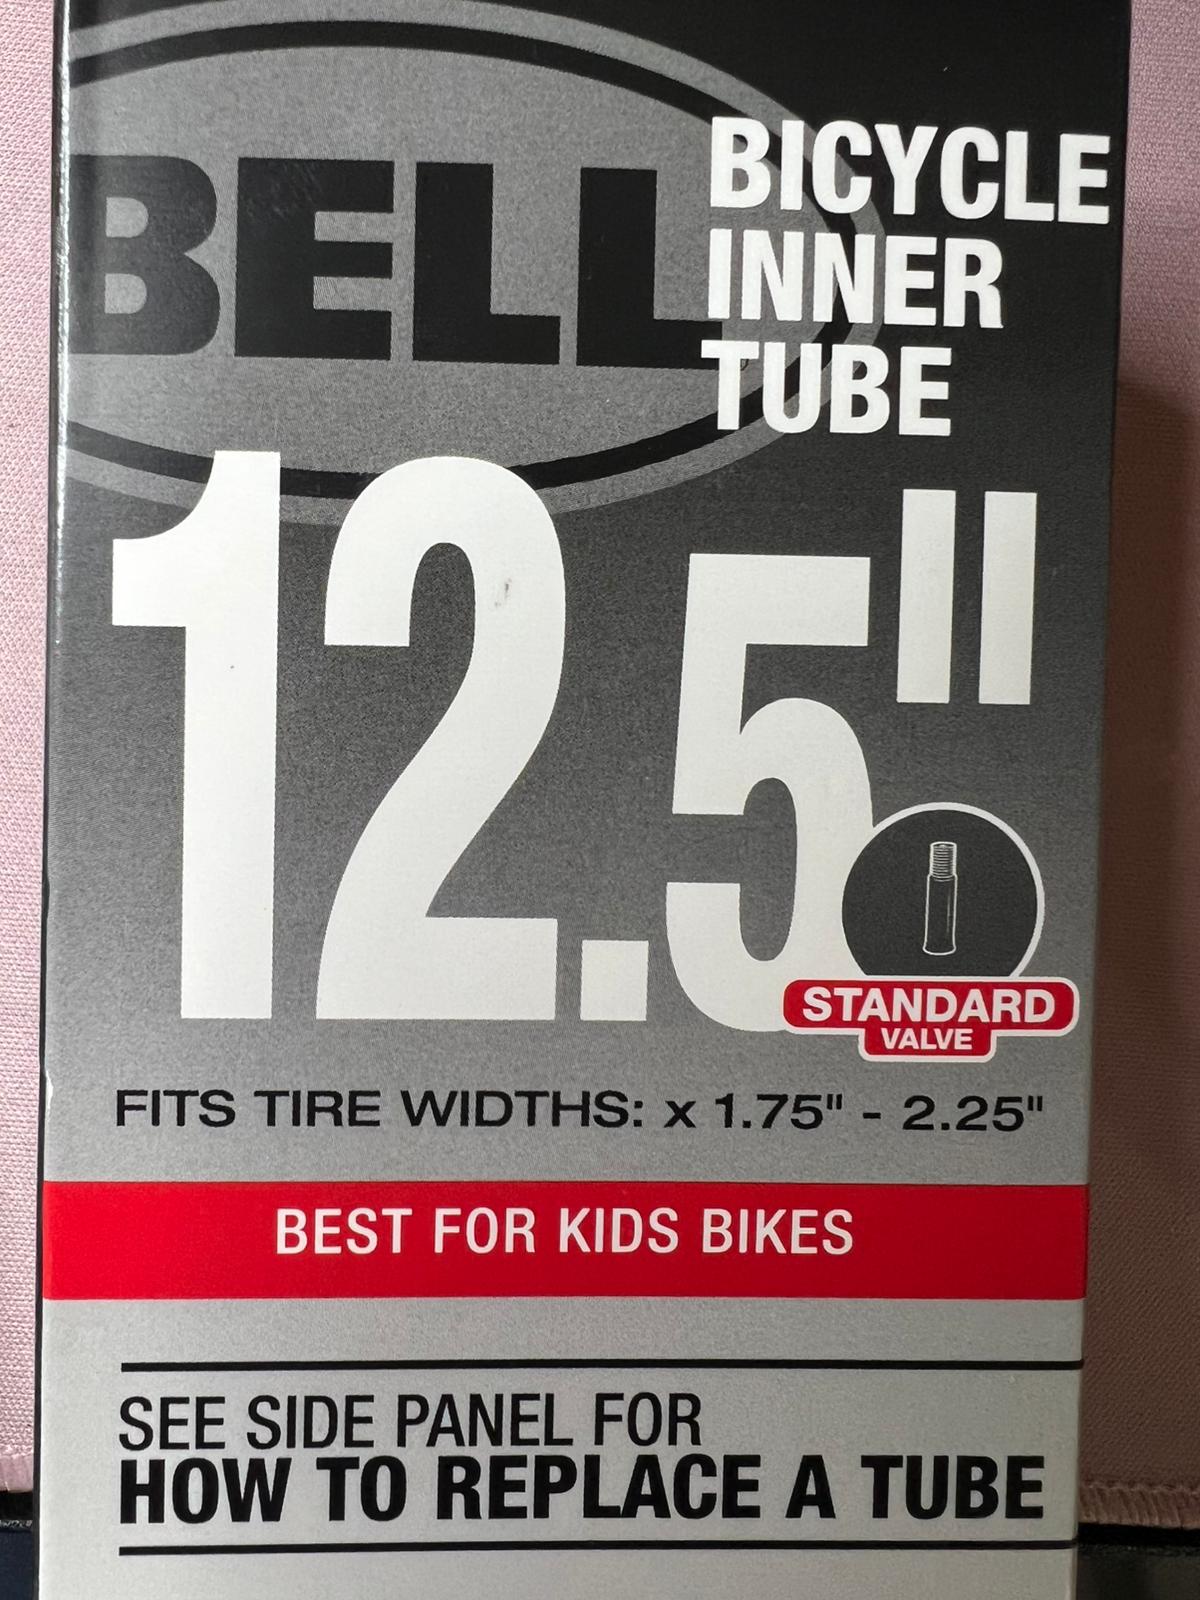 BELL
BICYCLE
INNER
TUBE
12.5"
STANDARD
VALVE
FITS TIRE WIDTHS: x 1.75" - 2.25"
BEST FOR KIDS BIKES
SEE SIDE PANEL FOR
HOW TO REPLACE A TUBE